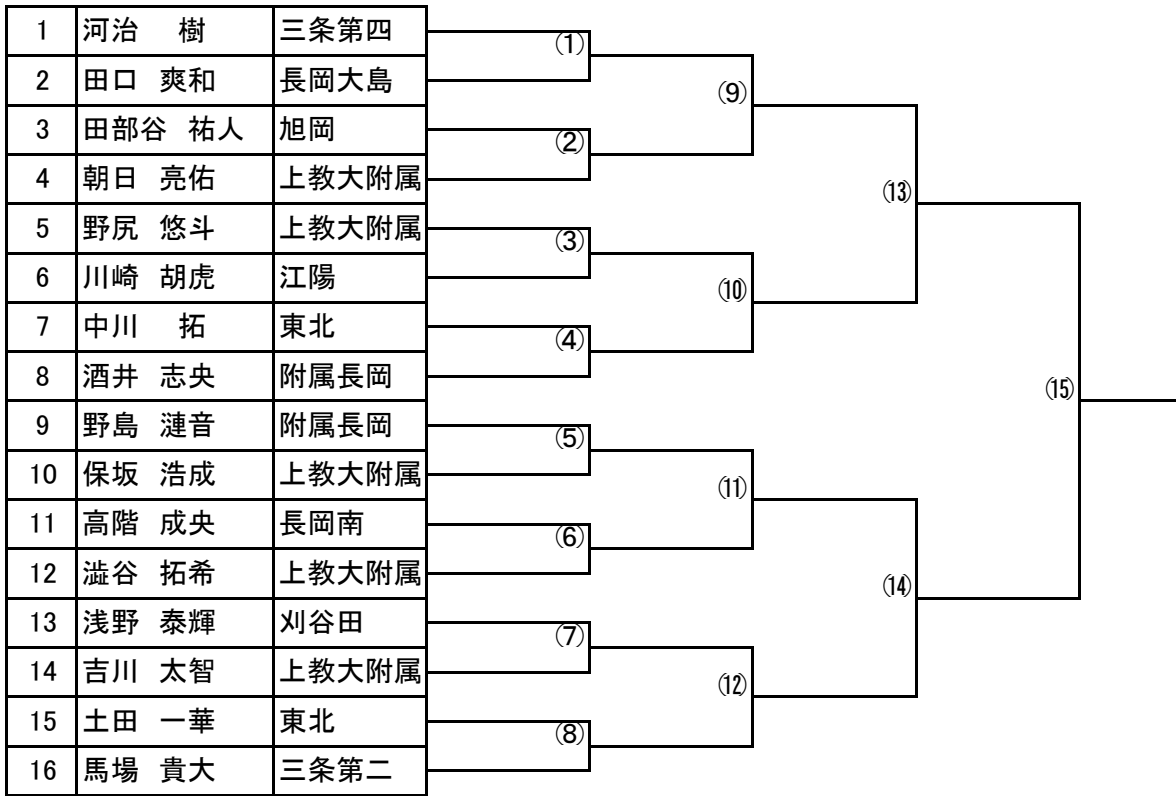 1 河治 樹 三条第四
2 田口 爽和 長岡大島
3 田部谷 祐人 旭岡
4 朝日 亮佑 上教大附属
5 野尻 悠斗 上教大附属
6 川崎 胡虎 江陽
7 中川 拓 東北
8 酒井 志央 附属長岡
9 野島 漣音 附属長岡
10 保坂 浩成 上教大附属
11 高階 成央 長岡南
12 澁谷 拓希 上教大附属
13 浅野 泰輝 刈谷田
14 吉川 太智 上教大附属
15 土田 一華 東北
16 馬場 貴大 三条第二
(1)
(2)
(3)
(4)
(5)
(6)
(7)
(8)
(9)
(10)
(11)
(12)
(13)
(14)
(15)